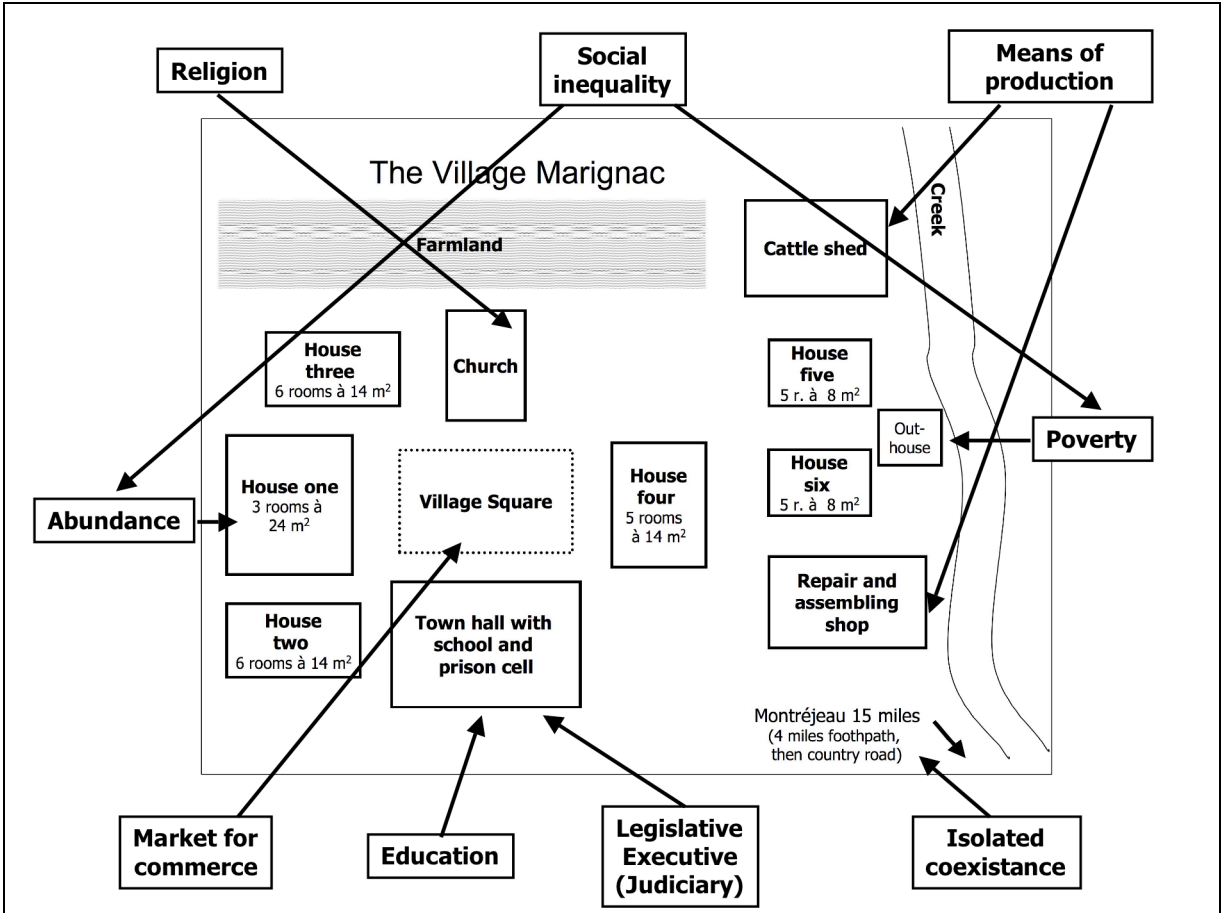 Religion
Social
inequality
Means of
production
The Village Marignac
Farmland
Cattle shed
Creek
House
three
6 rooms à 14 m²
Church
House
five
5 r. à 8 m²
Out-
house
Poverty
Abundance
House one
3 rooms à
24 m²
Village Square
House
four
5 rooms
à 14 m²
House
six
5 r. à 8 m²
House
two
6 rooms à 14 m²
Town hall with
school and
prison cell
Repair and
assembling
shop
Montréjeau 15 miles
(4 miles foothpath,
then country road)
Market for
commerce
Education
Legislative
Executive
(Judiciary)
Isolated
coexistance